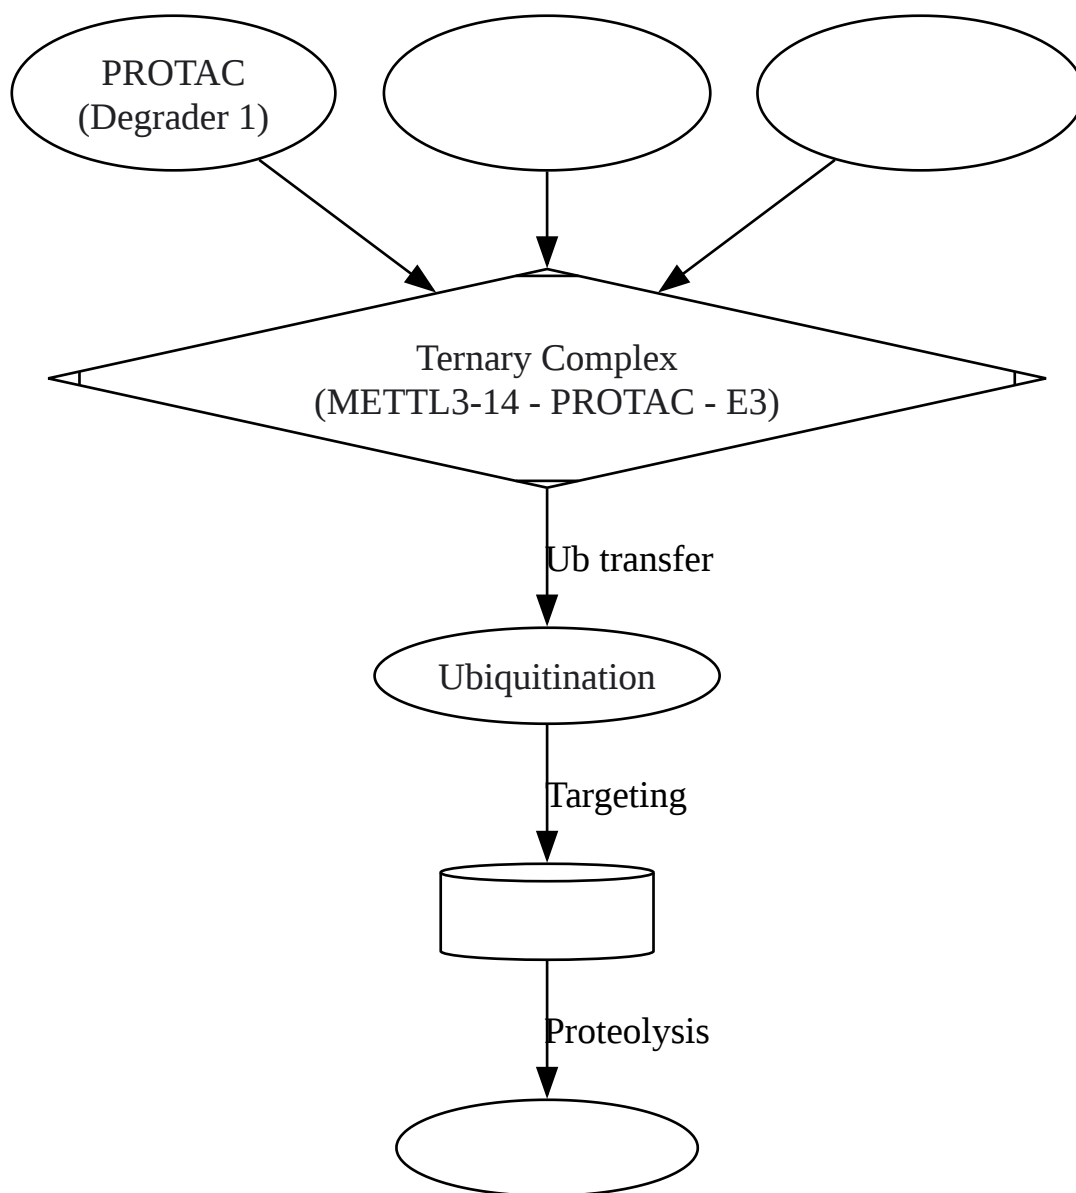 PROTAC
(Degrader 1)
Ternary Complex
(METTL3-14 - PROTAC - E3)
Ub transfer
Ubiquitination
Targeting
Proteolysis